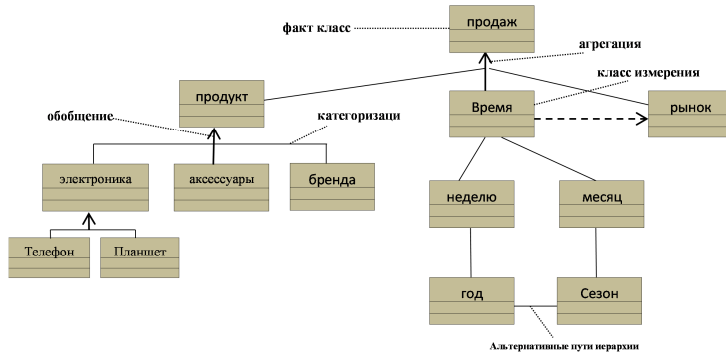 продаж
факт класс
агрегация
класс измерения
продукт
Время
рынок
обобщение
категоризаци
электроника
аксессуары
бренда
неделю
месяц
Телефон
Планшет
год
Сезон
Альтернативные пути иерархии